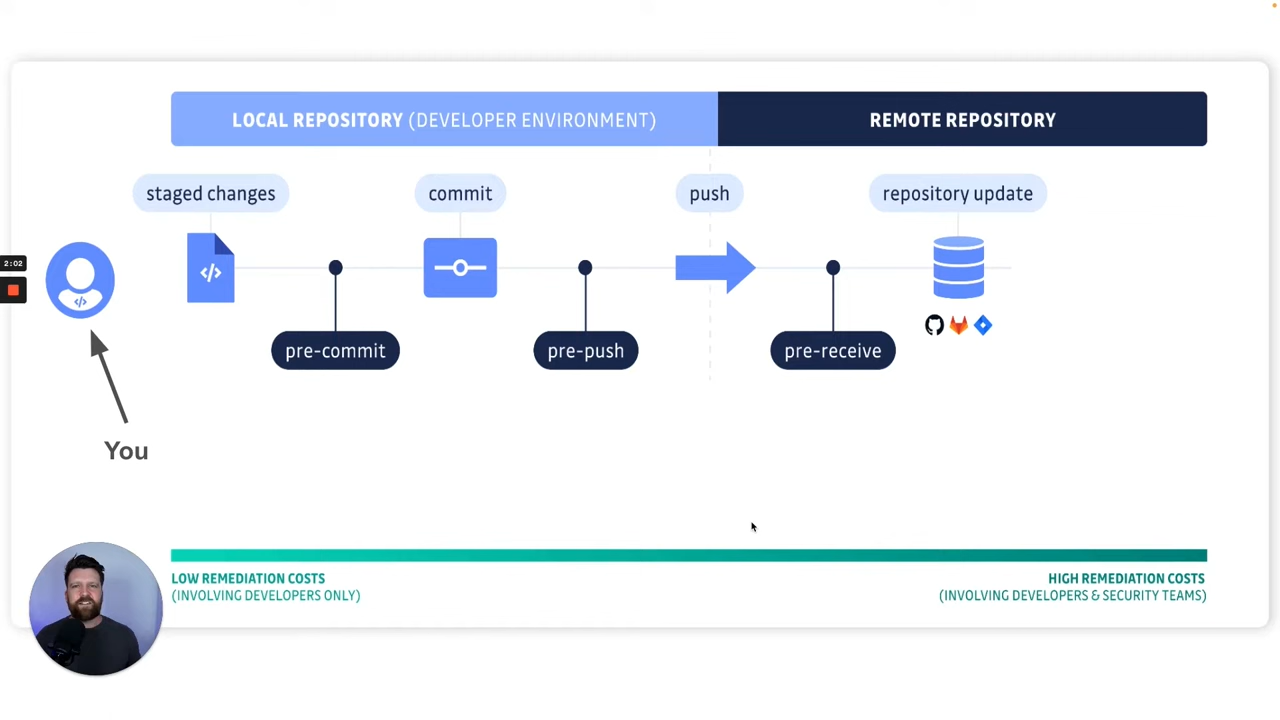 LOCAL REPOSITORY (DEVELOPER ENVIRONMENT)
REMOTE REPOSITORY
staged changes
commit
push
repository update
</>
2:02
</>
pre-commit
pre-push
pre-receive
You
LOW REMEDIATION COSTS
(INVOLVING DEVELOPERS ONLY)
HIGH REMEDIATION COSTS
(INVOLVING DEVELOPERS & SECURITY TEAMS)